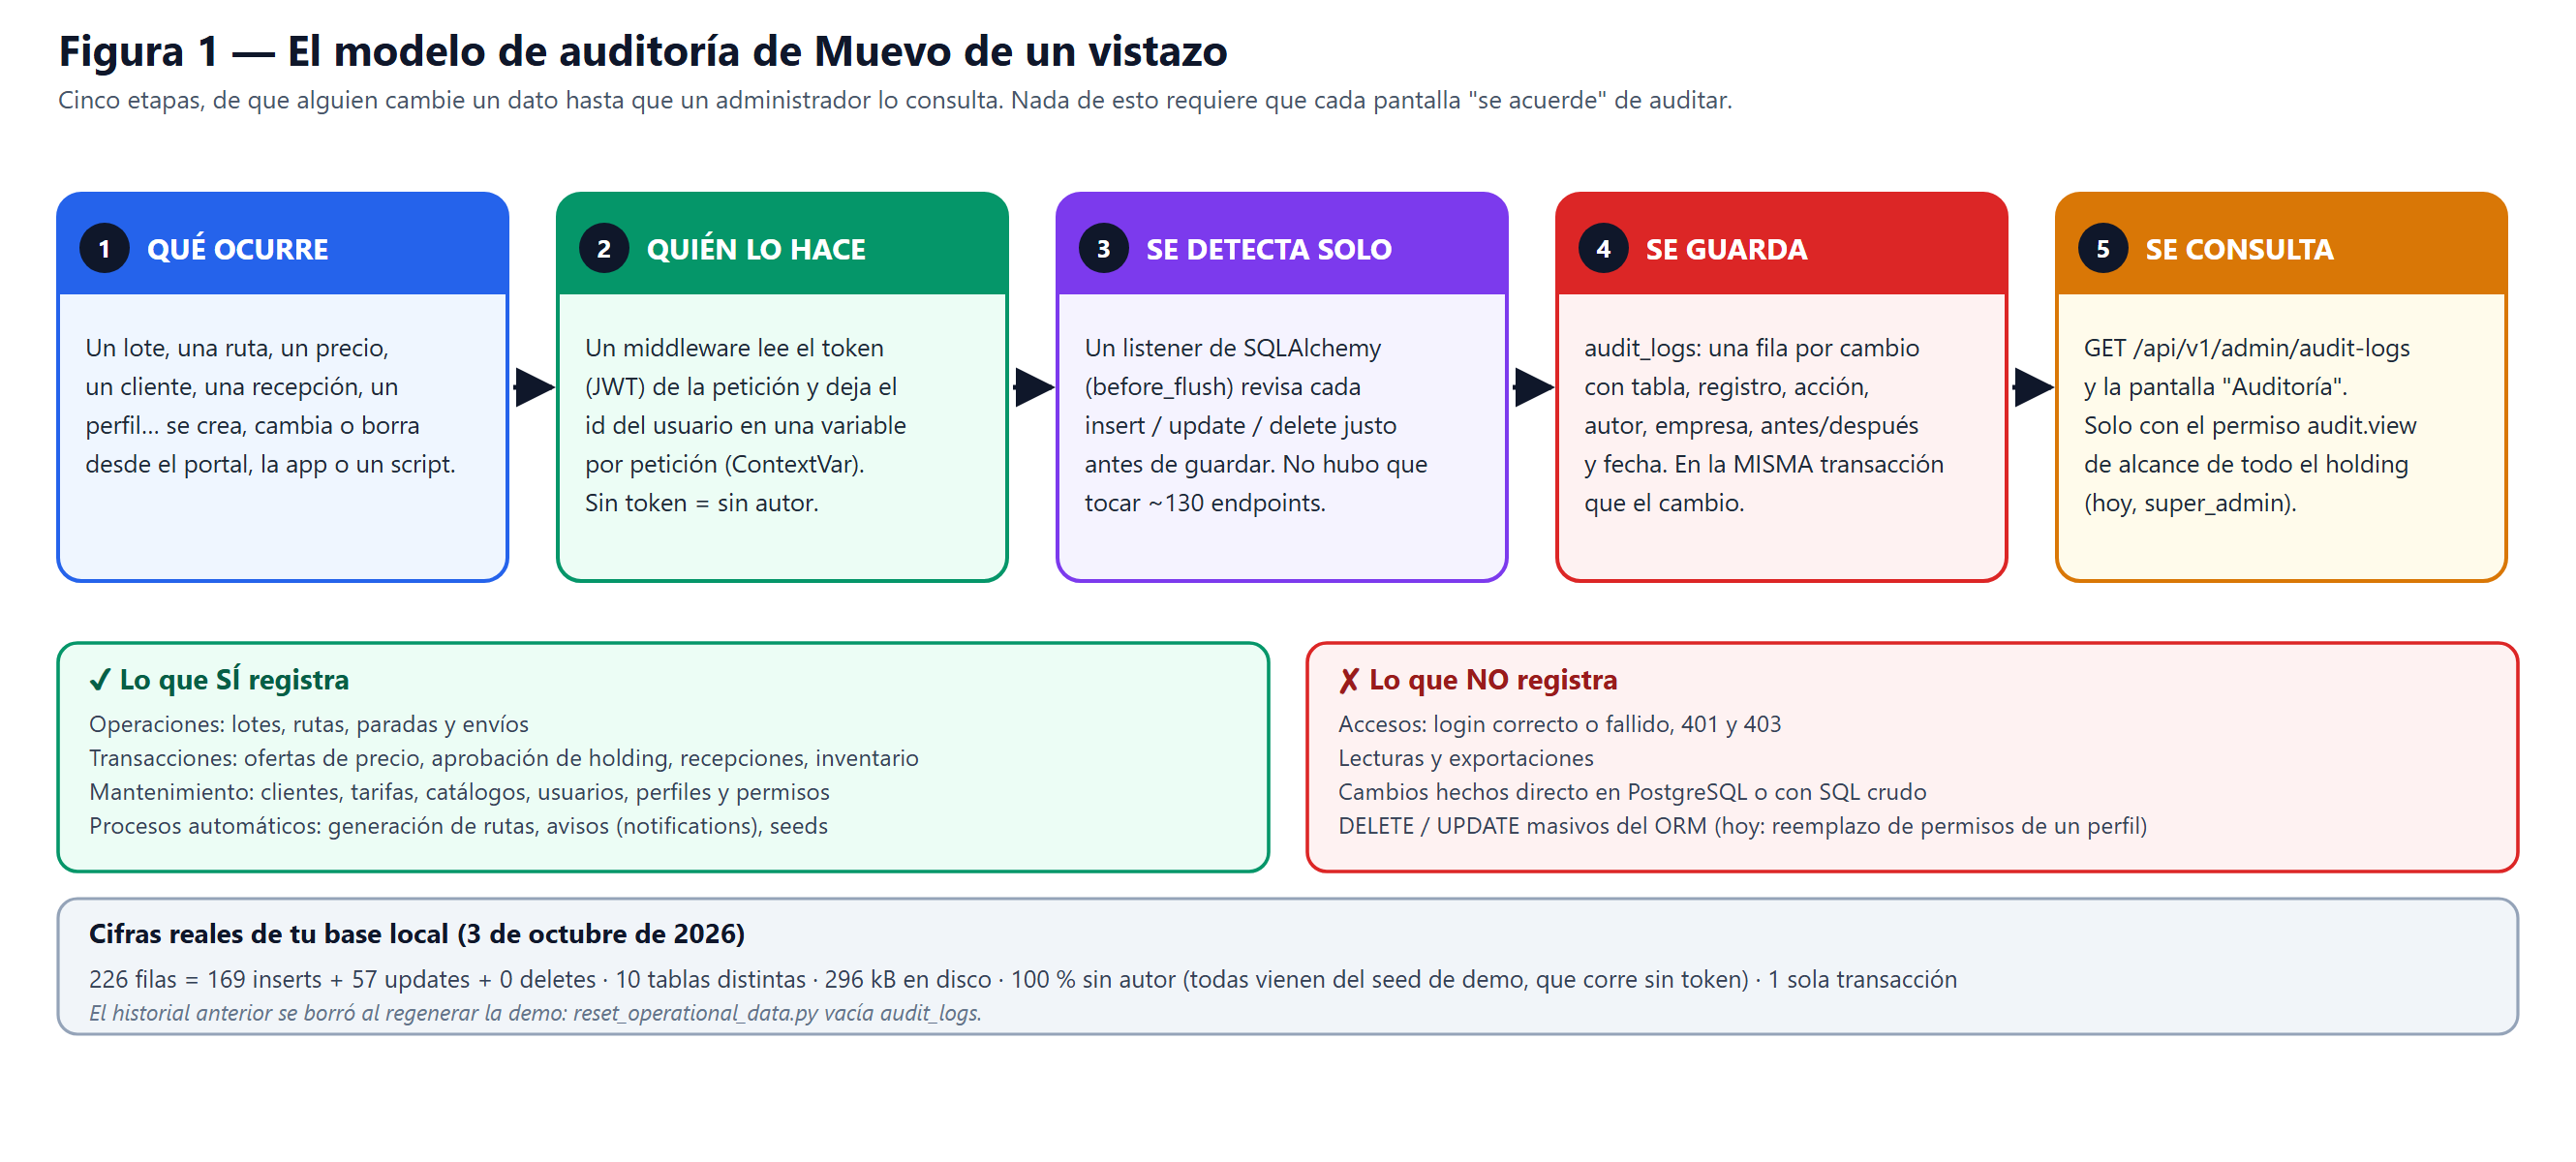 Figura 1 — El modelo de auditoría de Muevo de un vistazo
Cinco etapas, de que alguien cambie un dato hasta que un administrador lo consulta. Nada de esto requiere que cada pantalla "se acuerde" de auditar.
1 QUÉ OCURRE
Un lote, una ruta, un precio,
un cliente, una recepción, un
perfil... se crea, cambia o borra
desde el portal, la app o un script.
2 QUIÉN LO HACE
Un middleware lee el token
(JWT) de la petición y deja el
id del usuario en una variable
por petición (ContextVar).
Sin token = sin autor.
3 SE DETECTA SOLO
Un listener de SQLAlchemy
(before_flush) revisa cada
insert / update / delete justo
antes de guardar. No hubo que
tocar ~130 endpoints.
4 SE GUARDA
audit_logs: una fila por cambio
con tabla, registro, acción,
autor, empresa, antes/después
y fecha. En la MISMA transacción
que el cambio.
5 SE CONSULTA
GET /api/v1/admin/audit-logs
y la pantalla "Auditoría".
Solo con el permiso audit.view
de alcance de todo el holding
(hoy, super_admin).
✔ Lo que SÍ registra
Operaciones: lotes, rutas, paradas y envíos
Transacciones: ofertas de precio, aprobación de holding, recepciones, inventario
Mantenimiento: clientes, tarifas, catálogos, usuarios, perfiles y permisos
Procesos automáticos: generación de rutas, avisos (notifications), seeds
✘ Lo que NO registra
Accesos: login correcto o fallido, 401 y 403
Lecturas y exportaciones
Cambios hechos directo en PostgreSQL o con SQL crudo
DELETE / UPDATE masivos del ORM (hoy: reemplazo de permisos de un perfil)
Cifras reales de tu base local (3 de octubre de 2026)
226 filas = 169 inserts + 57 updates + 0 deletes · 10 tablas distintas · 296 kB en disco · 100 % sin autor (todas vienen del seed de demo, que corre sin token) · 1 sola transacción
El historial anterior se borró al regenerar la demo: reset_operational_data.py vacía audit_logs.